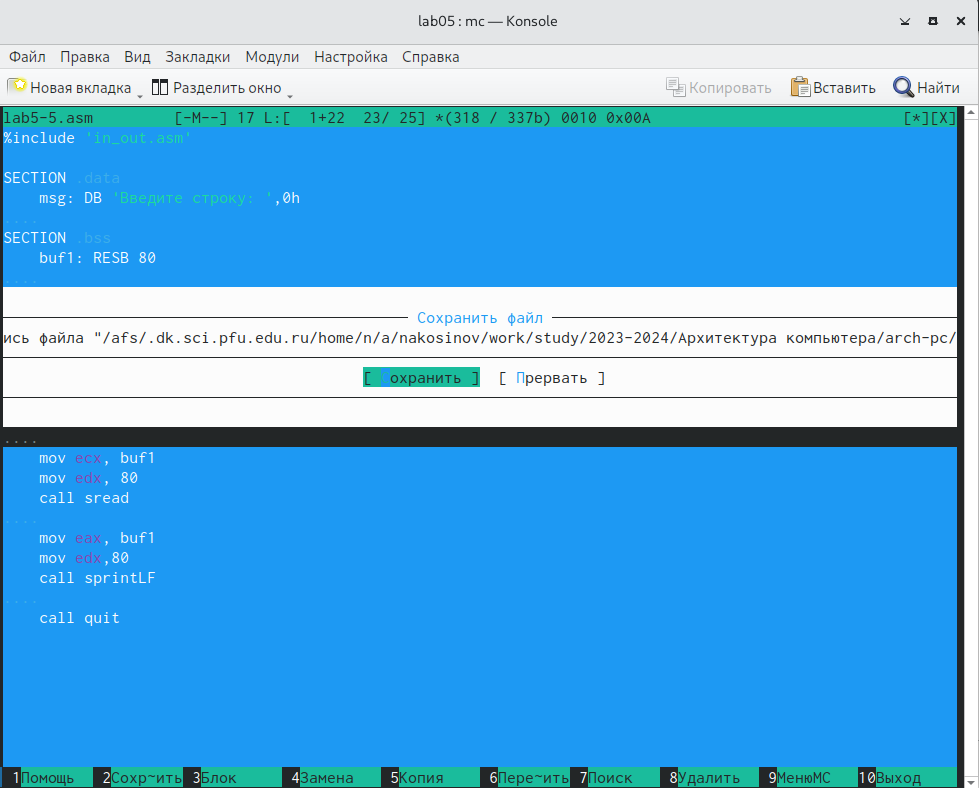 lab05 : mc — Konsole
Файл Правка Вид Закладки Модули Настройка Справка
Новая вкладка Разделить окно Копировать Вставить Найти
lab5-5.asm [-M--] 17 L:[ 1+22 23/ 25] *(318 / 337b) 0010 0x00A [*][X]
%include 'in_out.asm'
SECTION .data
msg: DB 'Введите строку: ',0h
....
SECTION .bss
buf1: RESB 80
....
Сохранить файл
ись файла "/afs/.dk.sci.pfu.edu.ru/home/n/a/nakosinov/work/study/2023-2024/Архитектура компьютера/arch-pc/
[ Сохранить ] [ Прервать ]
....
mov ecx, buf1
mov edx, 80
call sread
....
mov eax, buf1
mov edx,80
call sprintLF
....
call quit
1Помощь 2Сохр~ить 3Блок 4Замена 5Копия 6Пере~ить 7Поиск 8Удалить 9МенюMC 10Выход